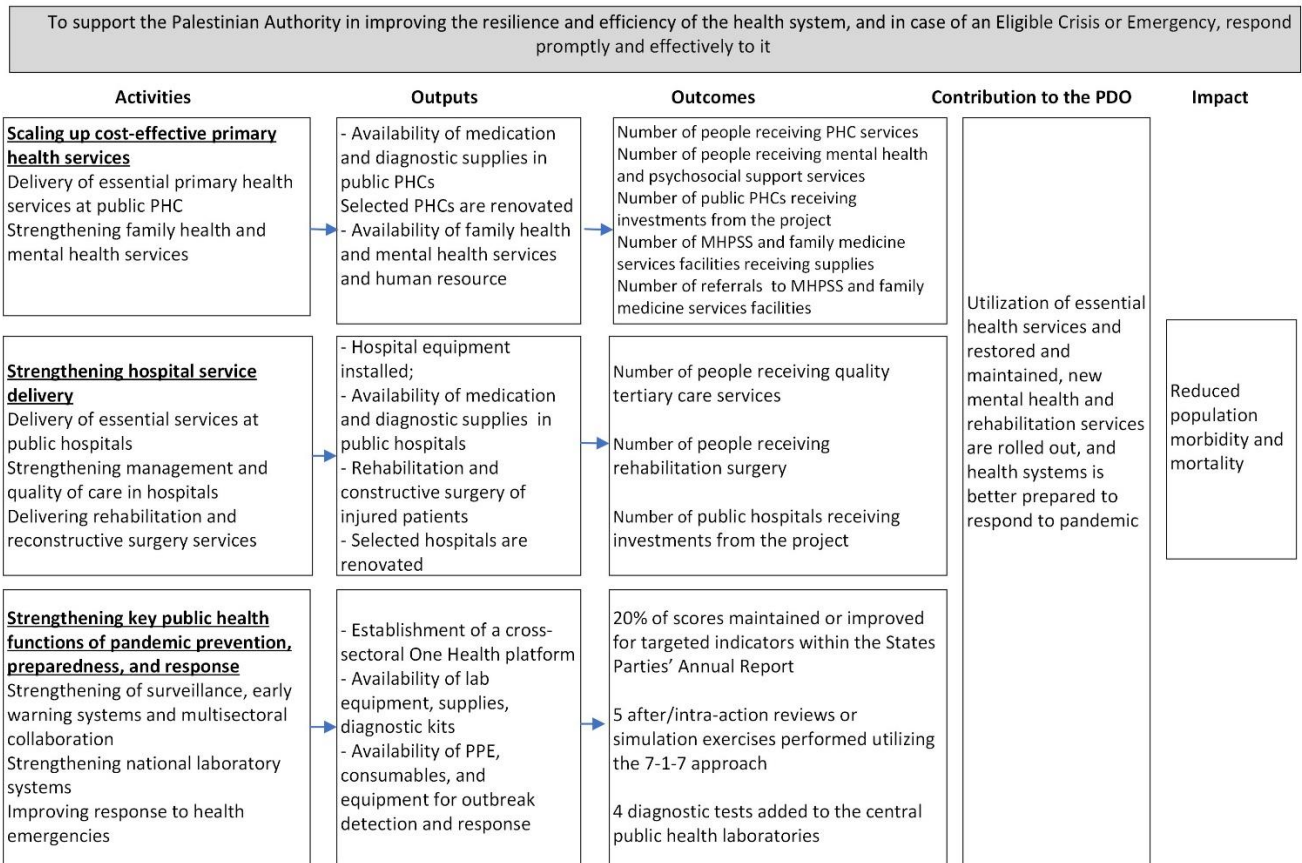 To support the Palestinian Authority in improving the resilience and efficiency of the health system, and in case of an Eligible Crisis or Emergency, respond
promptly and effectively to it
Activities
Outputs
Outcomes
Contribution to the PDO
Impact
Scaling up cost-effective primary
health services
Delivery of essential primary health
services at public PHC
Strengthening family health and
mental health services
- Availability of medication
and diagnostic supplies in
public PHCs
Selected PHCs are renovated
- Availability of family health
and mental health services
and human resource
Number of people receiving PHC services
Number of people receiving mental health
and psychosocial support services
Number of public PHCs receiving
investments from the project
Number of MHPSS and family medicine
services facilities receiving supplies
Number of referrals to MHPSS and family
medicine services facilities
Strengthening hospital service
delivery
Delivery of essential services at
public hospitals
Strengthening management and
quality of care in hospitals
Delivering rehabilitation and
reconstructive surgery services
- Hospital equipment
installed;
- Availability of medication
and diagnostic supplies in
public hospitals
- Rehabilitation and
constructive surgery of
injured patients
- Selected hospitals are
renovated
Number of people receiving quality
tertiary care services
Number of people receiving
rehabilitation surgery
Number of public hospitals receiving
investments from the project
Strengthening key public health
functions of pandemic prevention,
preparedness, and response
Strengthening of surveillance, early
warning systems and multisectoral
collaboration
Strengthening national laboratory
systems
Improving response to health
emergencies
- Establishment of a cross-
sectoral One Health platform
- Availability of lab
equipment, supplies,
diagnostic kits
- Availability of PPE,
consumables, and
equipment for outbreak
detection and response
20% of scores maintained or improved
for targeted indicators within the States
Parties' Annual Report
5 after/intra-action reviews or
simulation exercises performed utilizing
the 7-1-7 approach
4 diagnostic tests added to the central
public health laboratories
Utilization of essential
health services and
restored and
maintained, new
mental health and
rehabilitation services
are rolled out, and
health systems is
better prepared to
respond to pandemic
Reduced
population
morbidity and
mortality